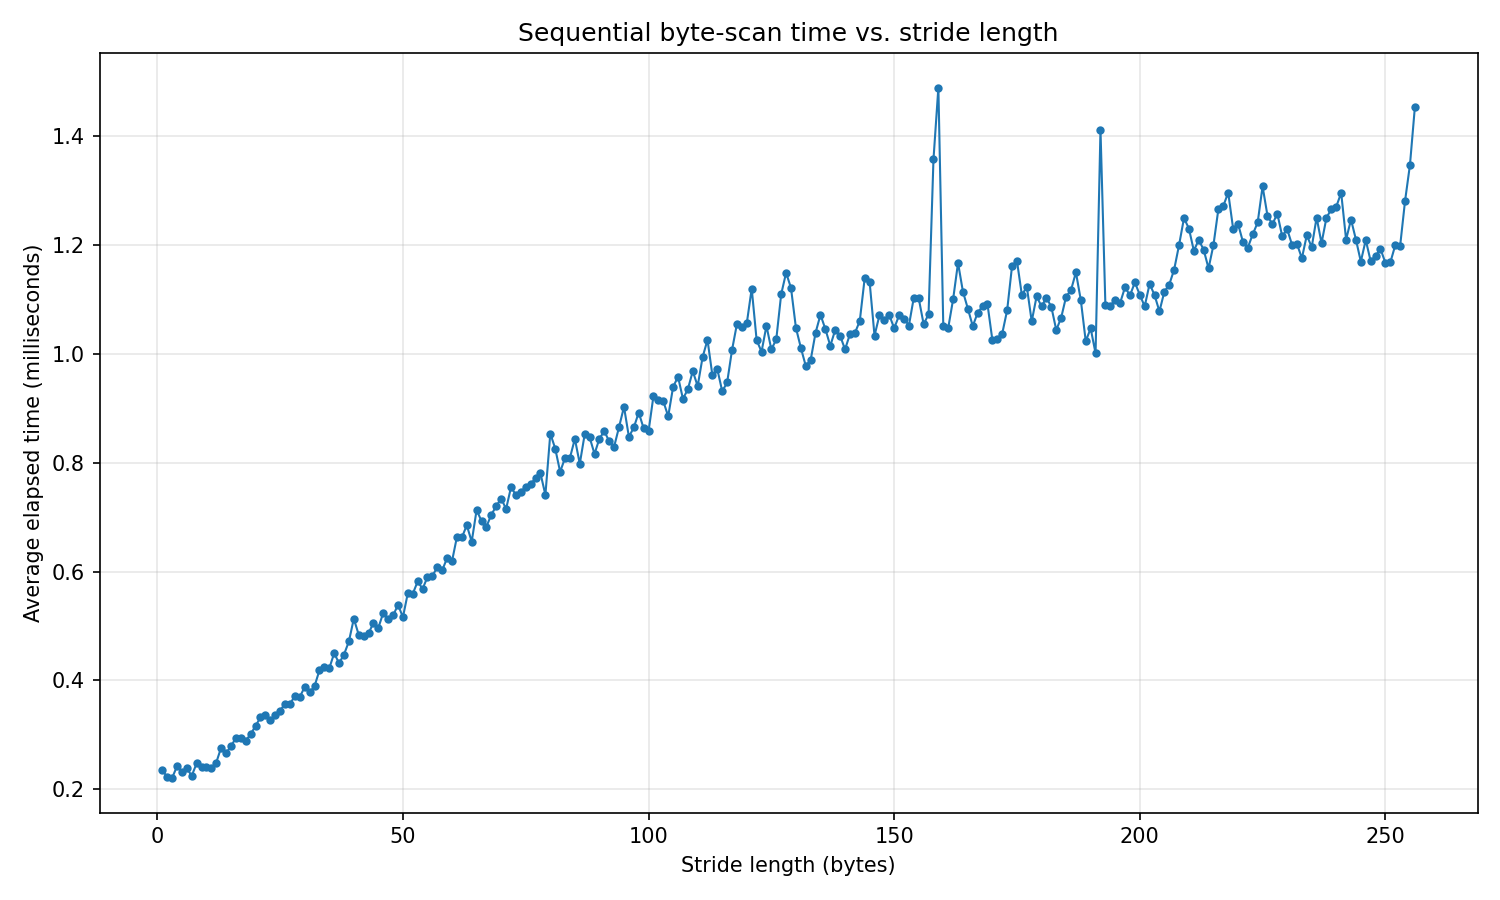 Sequential byte-scan time vs. stride length
Average elapsed time (milliseconds)
1.4
1.2
1.0
0.8
0.6
0.4
0.2
0 50 100 150 200 250
Stride length (bytes)